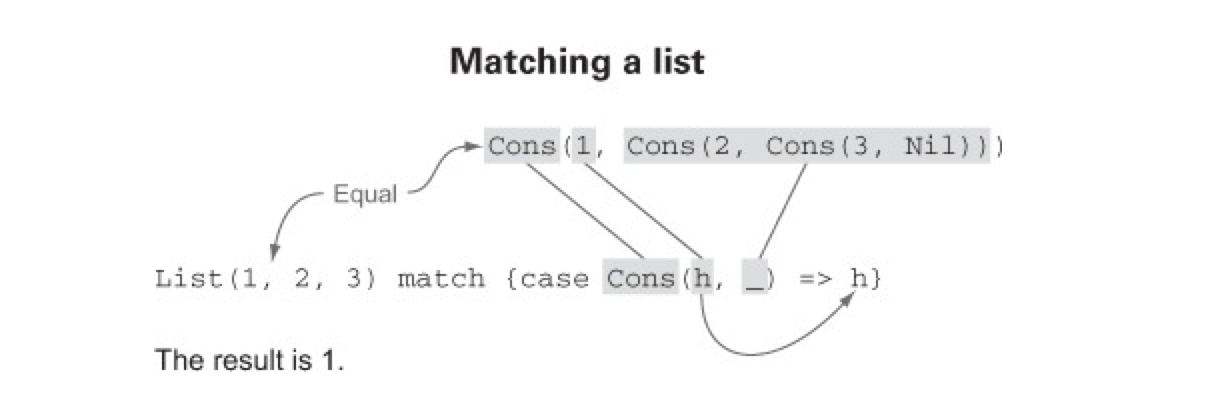 Matching a list
Cons(1, Cons(2, Cons(3, Nil)))
Equal
List(1, 2, 3) match {case Cons(h, _) => h}
The result is 1.